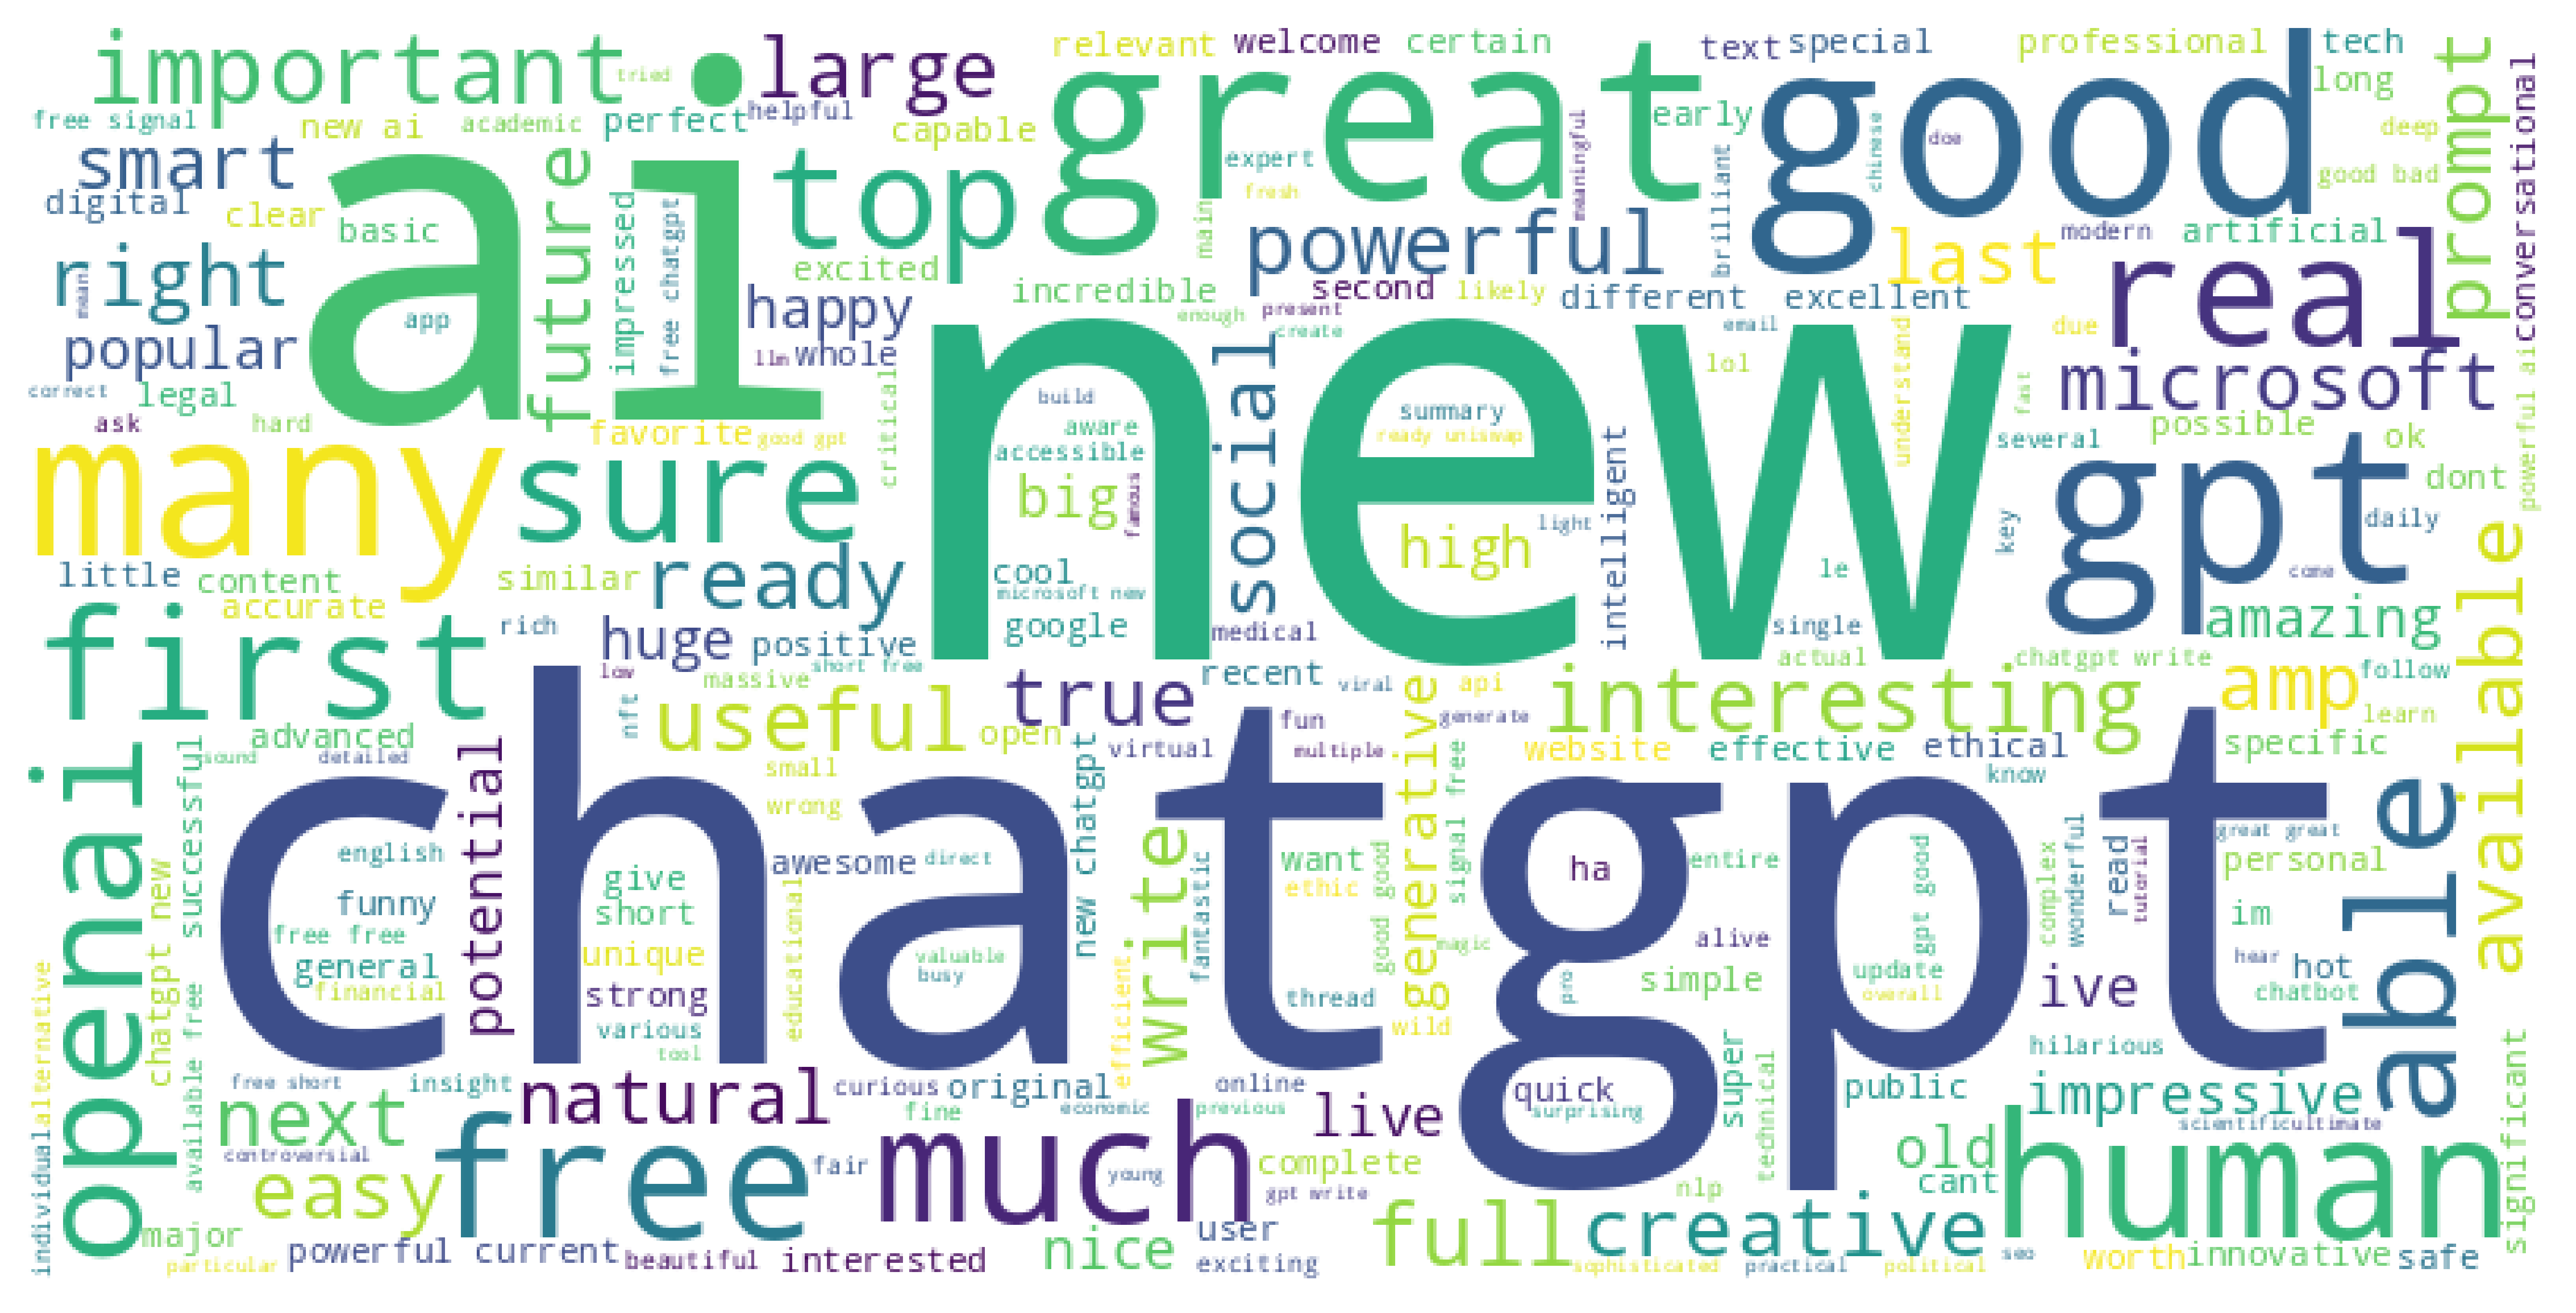 important
tried
large
relevant
welcome
certain
text
special
professional
tech
free signal
new ai
academic
perfect
helpful
capable
great
early
good
long
prompt
conversational
smart
digital
clear
basic
ai
future
impressed
free chatgpt
top
excited
expert
fresh
main
meaningful
brilliant
chinese
doe
deep
good bad
right
mean
app
happy
powerful
incredible
second
likely
different
excellent
last
modern
artificial
real
popular
correct
legal
ask
hard
llm
whole
enough
present
create
email
lol
understand
due
fast
microsoft
powerful ai
many
sure
favorite
good gpt
critical
new
build
aware
accessible
big
famous
social
summary
ready uniswap
high
light
intelligent
several
possible
ok
dont
key
gpt
daily
little
content
accurate
similar
ready
cool
microsoft new
google
le
come
amazing
first
rich
huge
positive
short free
low
massive
medical
recent
viral
true
single
actual
chatgpt write
amp
follow
available
advanced
sound
detailed
nft
useful
open
virtual
fun
multiple
generative
api
generate
interesting
website
effective
ethical
know
specific
learn
openai
successful
chatgpt new
available free
potential
small
wrong
new chatgpt
write
signal free
good good
chatgpt
english
funny
free free
general
financial
give
short
unique
strong
various
tool
educational
awesome
direct
valuable
busy
efficient
fantastic
want
ethic
thread
magic
wild
ha
pro
entire
alive
simple
gpt good
update
overall
complex
wonderful
read
tutorial
great great
personal
im
hear
hot
chatbot
ive
able
individual
alternative
free short
insight
next
controversial
natural
curious
fine
original
economic
online
previous
live
quick
surprising
super
technical
public
hilarious
impressive
scientific
ultimate
significant
easy
free
fair
much
young
gpt write
complete
nlp
old
cant
human
major
particular
powerful current
beautiful
interested
nice
user
exciting
full
sophisticated
creative
practical
political
seo
worth
innovative
safe